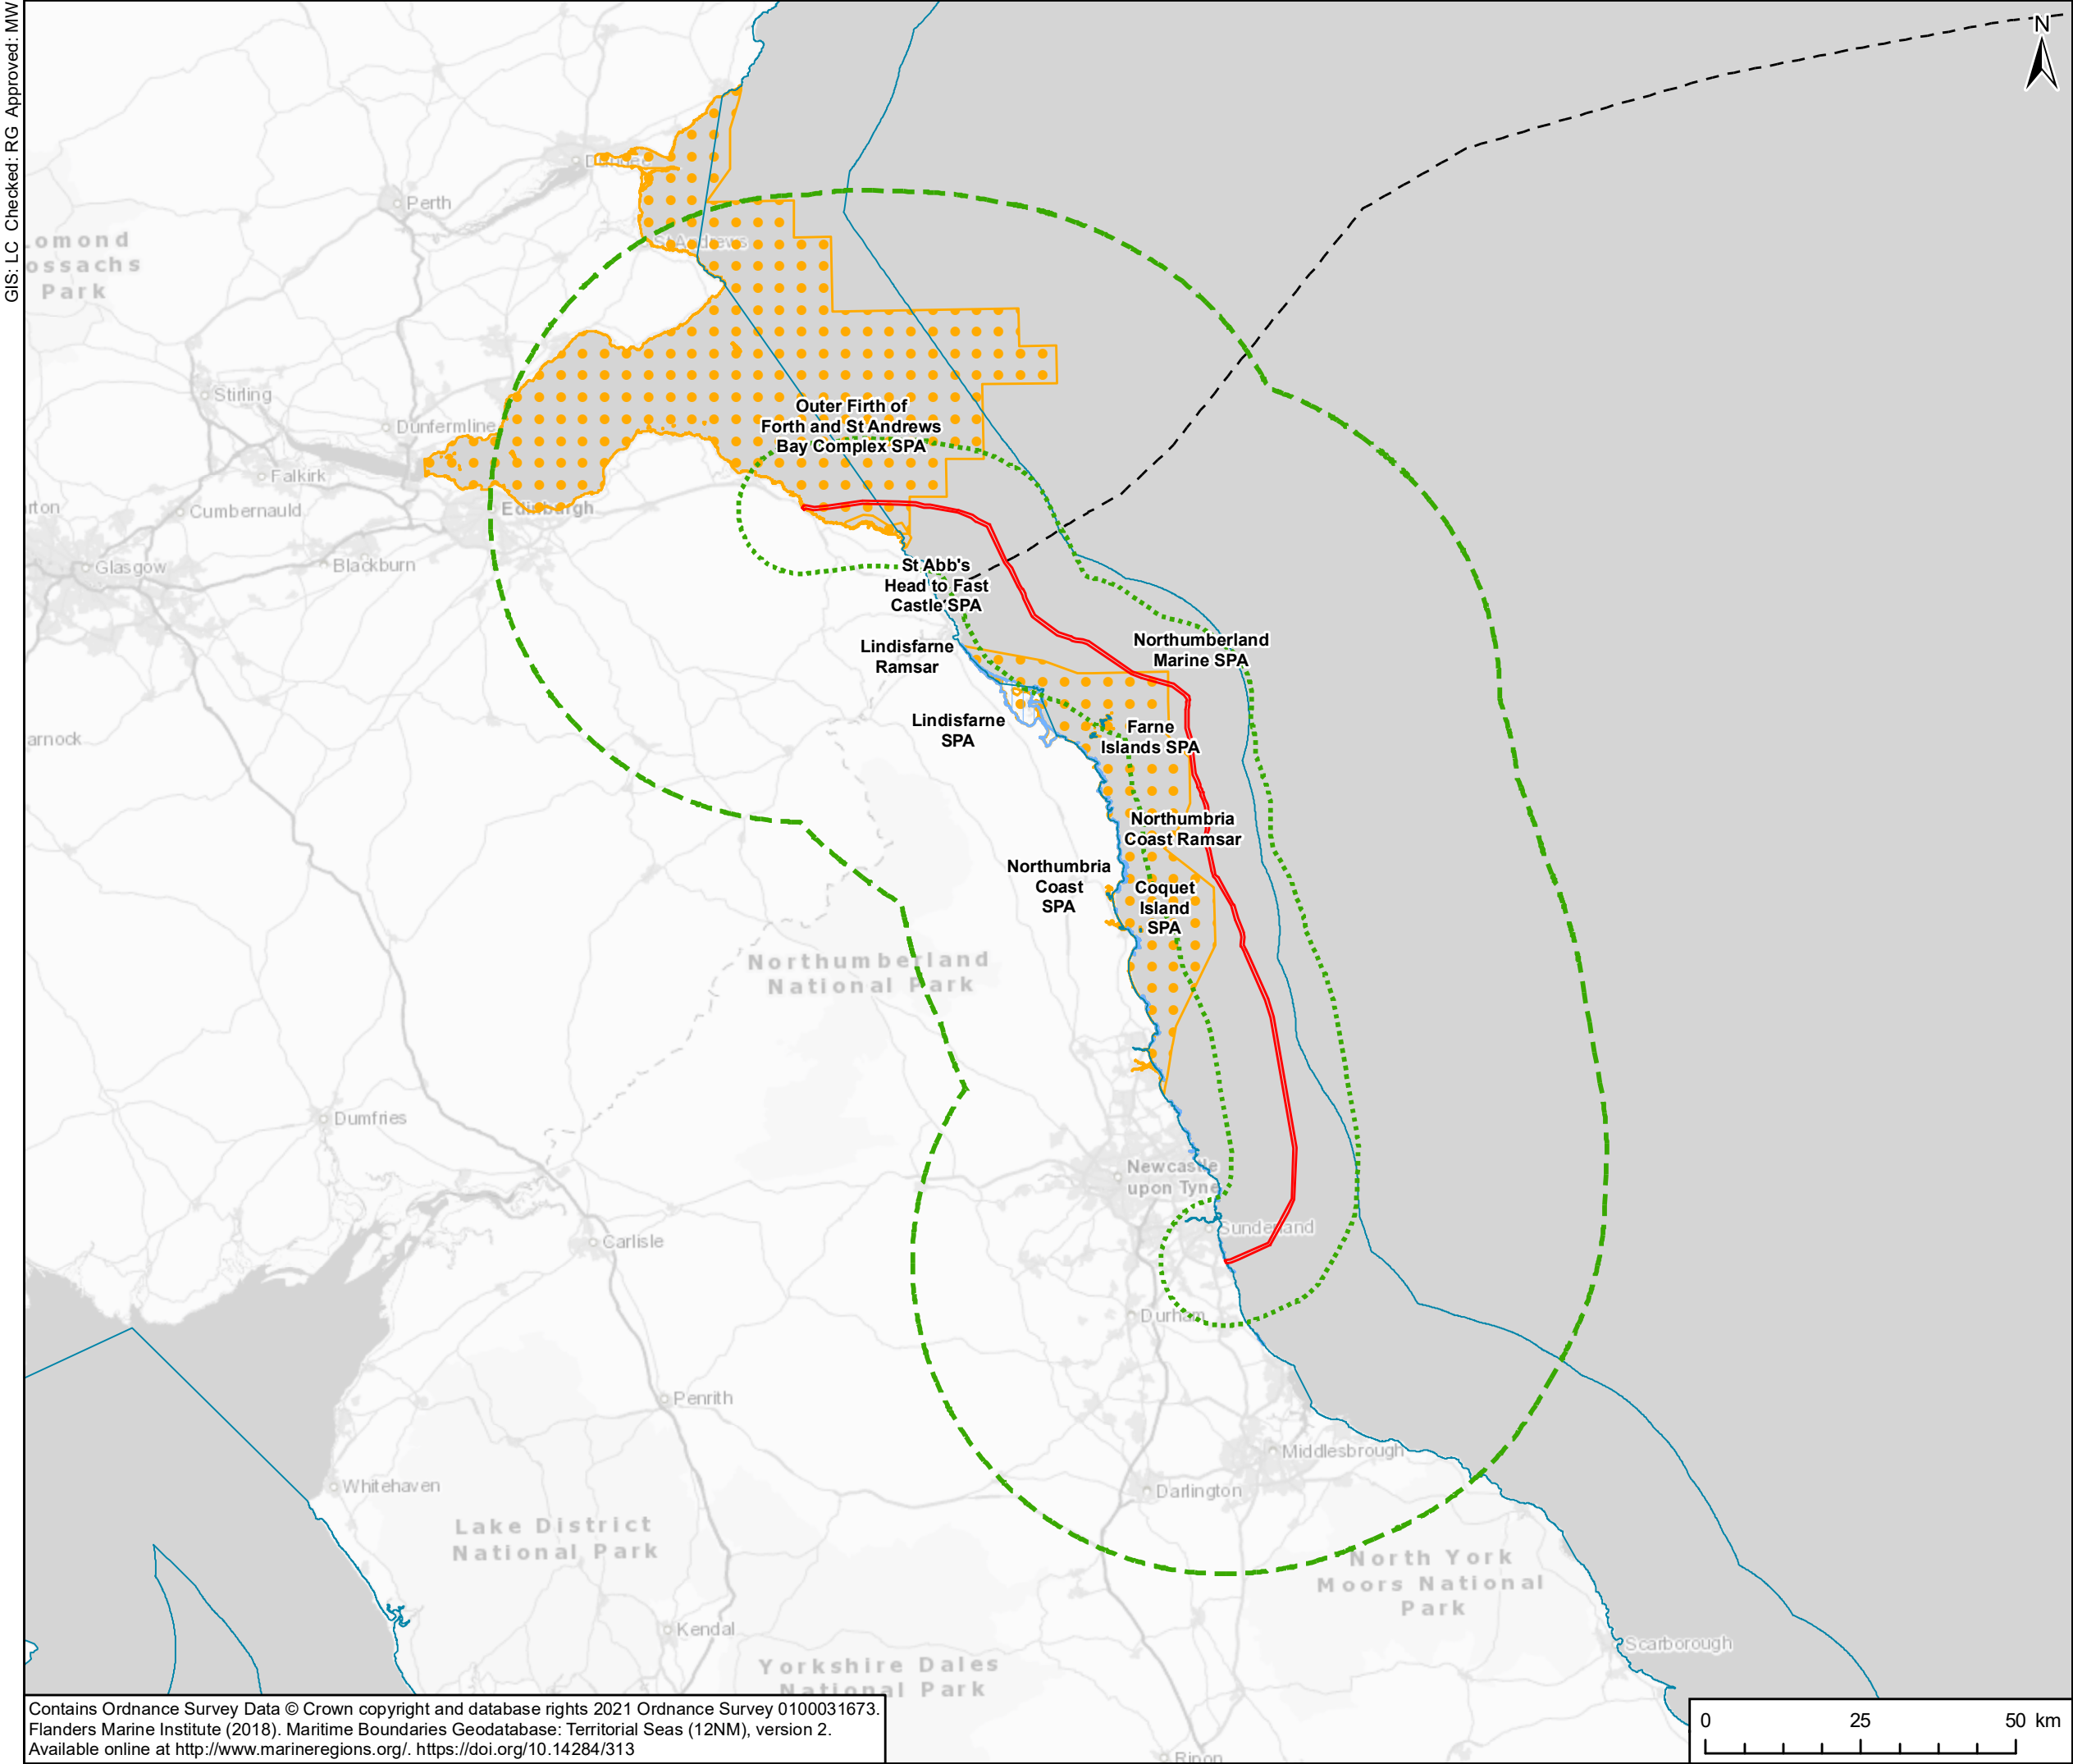 GIS: LC Checked: RG Approved: MW
N
Dundee
Perth
St Andrews
Lomond
ossachs
Park
Stirling
Dunfermline
Outer Firth of
Forth and St Andrews
Bay Complex SPA
Falkirk
Cumbernauld
Edinburgh
rton
Glasgow
Blackburn
St Abb's
Head to Fast
Castle SPA
Lindisfarne
Ramsar
Northumberland
Marine SPA
Lindisfarne
SPA
Farne
Islands SPA
arnock
Northumbria
Coast Ramsar
Northumbria
Coast
SPA
Coquet
Island
SPA
Northumberland
National Park
Dumfries
Newcastle
upon Tyne
Sunderland
Carlisle
Durham
Penrith
Middlesbrough
Whitehaven
Darlington
Lake District
National Park
North York
Moors National
Park
Kendal
Scarborough
Yorkshire Dales
National Park
Ripon
Contains Ordnance Survey Data © Crown copyright and database rights 2021 Ordnance Survey 0100031673.
Flanders Marine Institute (2018). Maritime Boundaries Geodatabase: Territorial Seas (12NM), version 2.
Available online at http://www.marineregions.org/. https://doi.org/10.14284/313
0 25 50 km